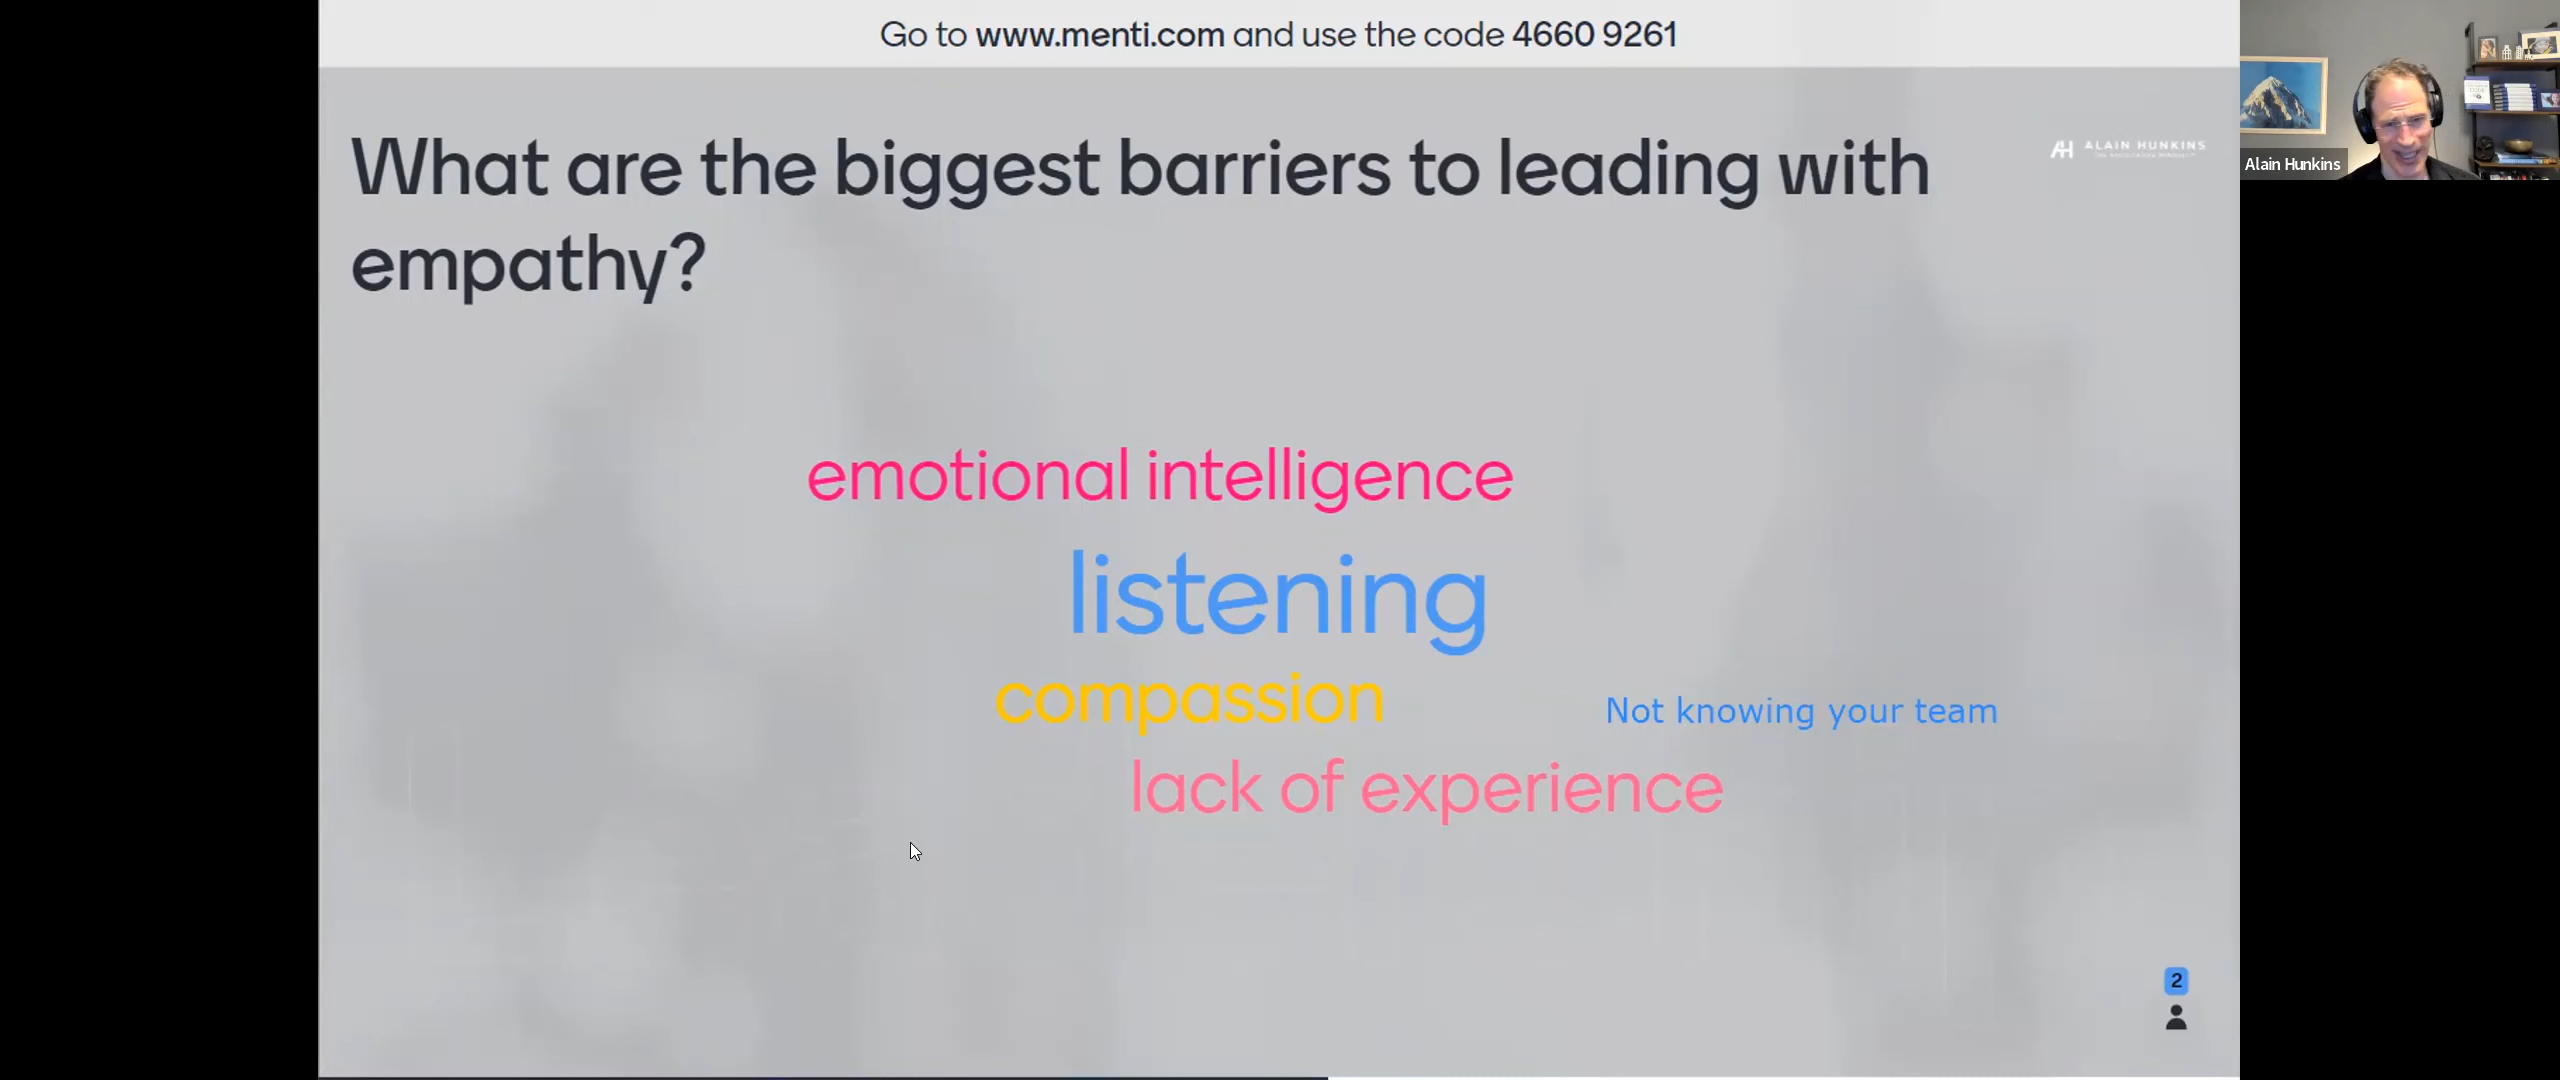 Go to www.menti.com and use the code 4660 9261
What are the biggest barriers to leading with
empathy?
AH ALAIN HUNKINS
Alain Hunkins
emotional intelligence
listening
compassion
Not knowing your team
lack of experience
2